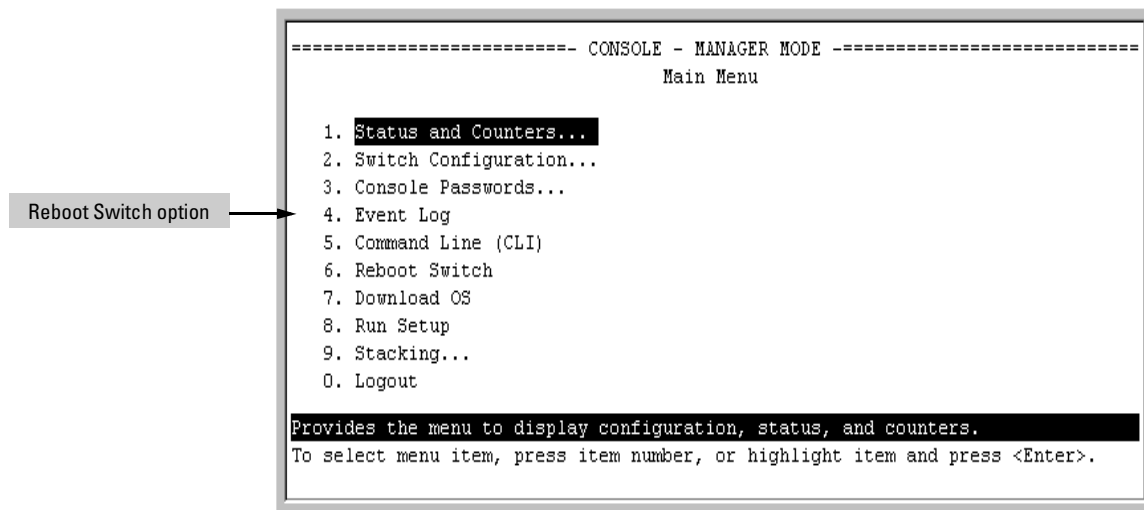 ===========================- CONSOLE - MANAGER MODE -============================
Main Menu
1. Status and Counters...
2. Switch Configuration...
3. Console Passwords...
Reboot Switch option
4. Event Log
5. Command Line (CLI)
6. Reboot Switch
7. Download OS
8. Run Setup
9. Stacking...
0. Logout
Provides the menu to display configuration, status, and counters.
To select menu item, press item number, or highlight item and press <Enter>.